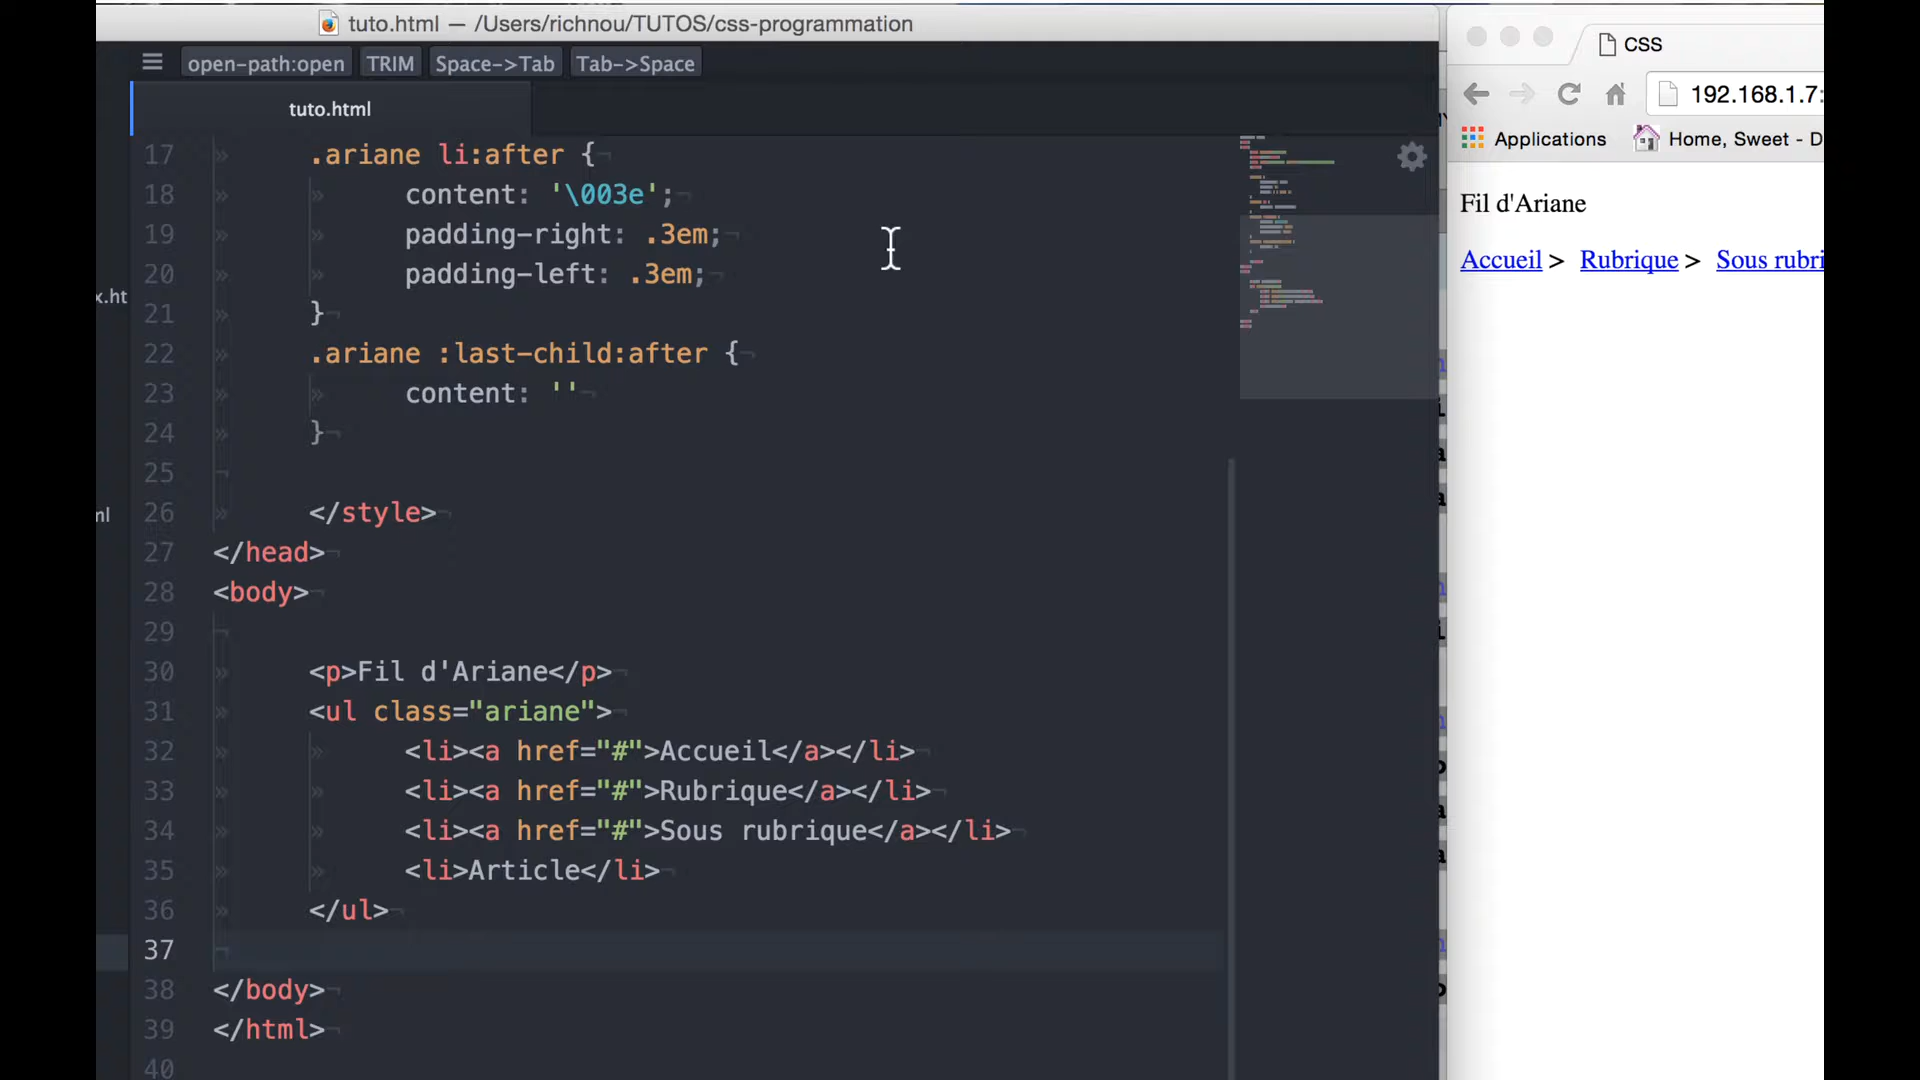 tuto.html — /Users/richnou/TUTOS/css-programmation
open-path:open TRIM Space->Tab Tab->Space
tuto.html
17 .ariane li:after {
18 content: '\003e';
19 padding-right: .3em;
20 padding-left: .3em;
21 }
22 .ariane :last-child:after {
23 content: ''
24 }
25
26 </style>
27 </head>
28 <body>
29
30 <p>Fil d'Ariane</p>
31 <ul class="ariane">
32 <li><a href="#">Accueil</a></li>
33 <li><a href="#">Rubrique</a></li>
34 <li><a href="#">Sous rubrique</a></li>
35 <li>Article</li>
36 </ul>
37
38 </body>
39 </html>
40
x.ht
ml
CSS
192.168.1.7:
Applications Home, Sweet - D
Fil d'Ariane
Accueil > Rubrique > Sous rubri